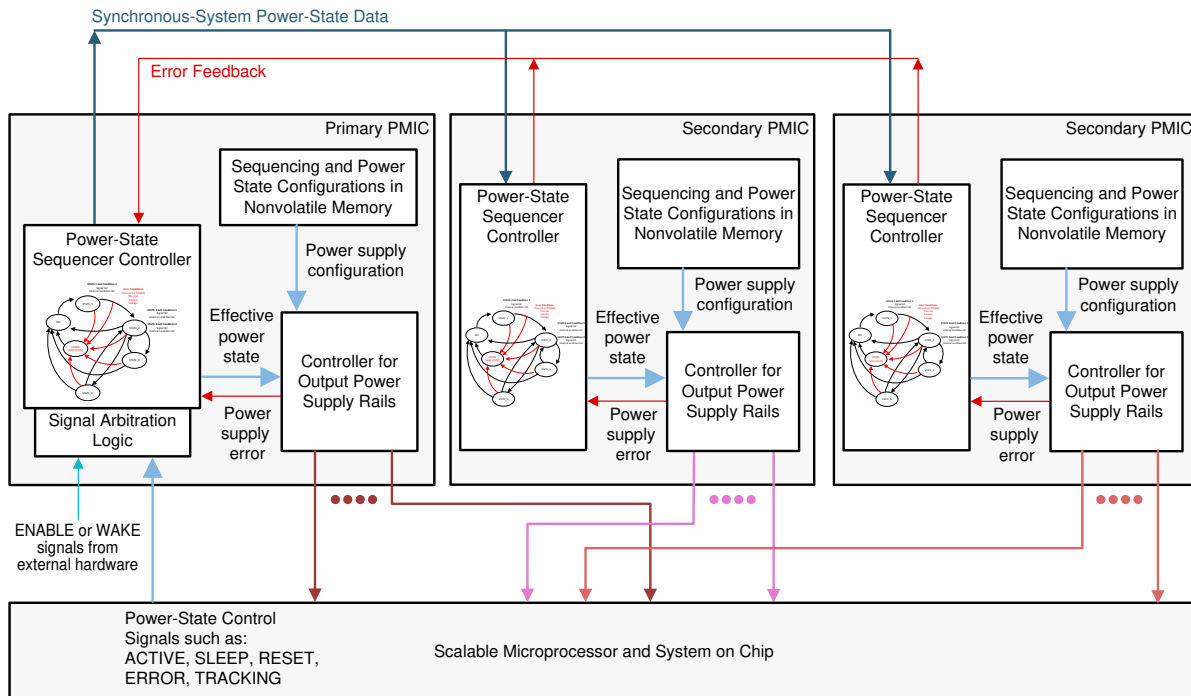 Synchronous-System Power-State Data
Error Feedback
Primary PMIC
Sequencing and Power
State Configurations in
Nonvolatile Memory
Power-State
Sequencer Controller
Power supply
configuration
Effective
power
state
Controller for
Output Power
Supply Rails
Power
supply
error
Signal Arbitration
Logic
ENABLE or WAKE
signals from
external hardware
Secondary PMIC
Power-State
Sequencer
Controller
Sequencing and Power
State Configurations in
Nonvolatile Memory
Power supply
configuration
Effective
power
state
Controller for
Output Power
Supply Rails
Power
supply
error
Secondary PMIC
Power-State
Sequencer
Controller
Sequencing and Power
State Configurations in
Nonvolatile Memory
Power supply
configuration
Effective
power
state
Controller for
Output Power
Supply Rails
Power
supply
error
Power-State Control
Signals such as:
ACTIVE, SLEEP, RESET,
ERROR, TRACKING
Scalable Microprocessor and System on Chip